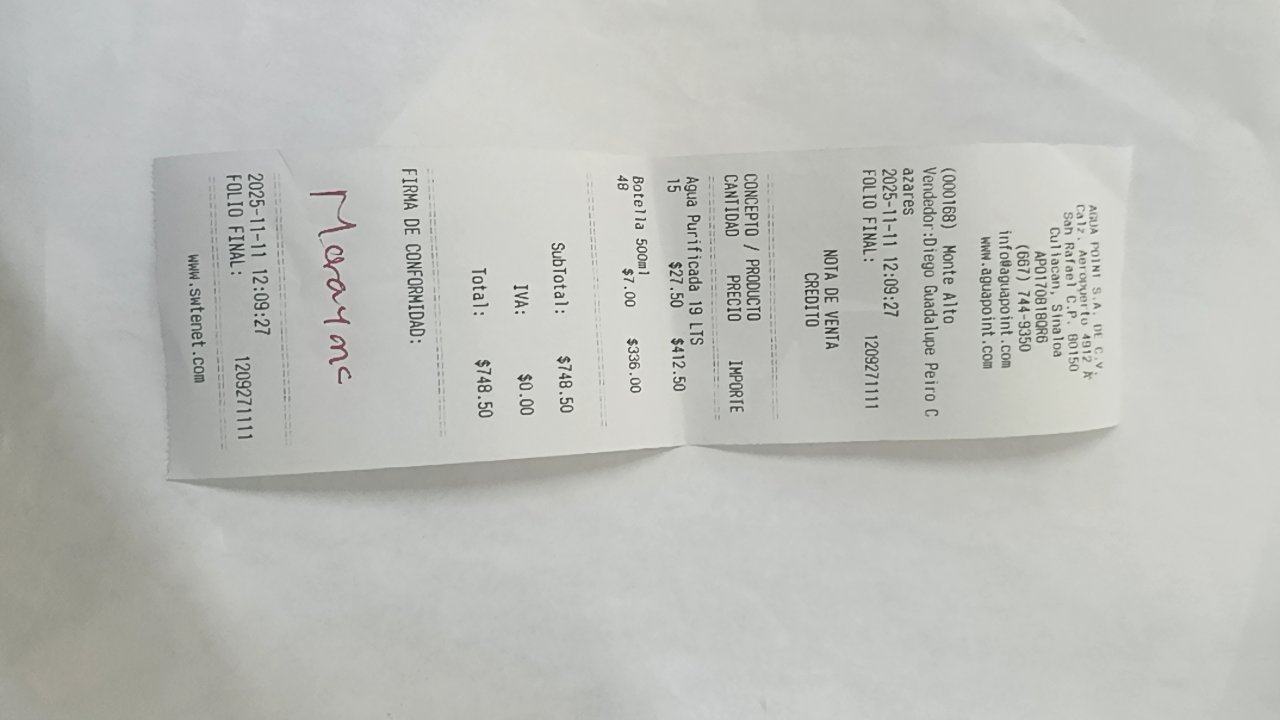 AGUA POINT S.A. DE C.V.
Calz. Aeropuerto 4912 A
San Rafael C.P. 80150
Culiacan, Sinaloa
APO170818QR6
(667) 744-9350
info@aguapoint.com
www.aguapoint.com
(000168) Monte Alto
Vendedor:Diego Guadalupe Peiro C
azares
2025-11-11 12:09:27
FOLIO FINAL: 1209271111
NOTA DE VENTA
CREDITO
CONCEPTO / PRODUCTO
CANTIDAD PRECIO IMPORTE
Agua Purificada 19 LTS
15 $27.50 $412.50
Botella 500ml
48 $7.00 $336.00
SubTotal: $748.50
IVA: $0.00
Total: $748.50
FIRMA DE CONFORMIDAD:
2025-11-11 12:09:27
FOLIO FINAL: 1209271111
www.swtenet.com